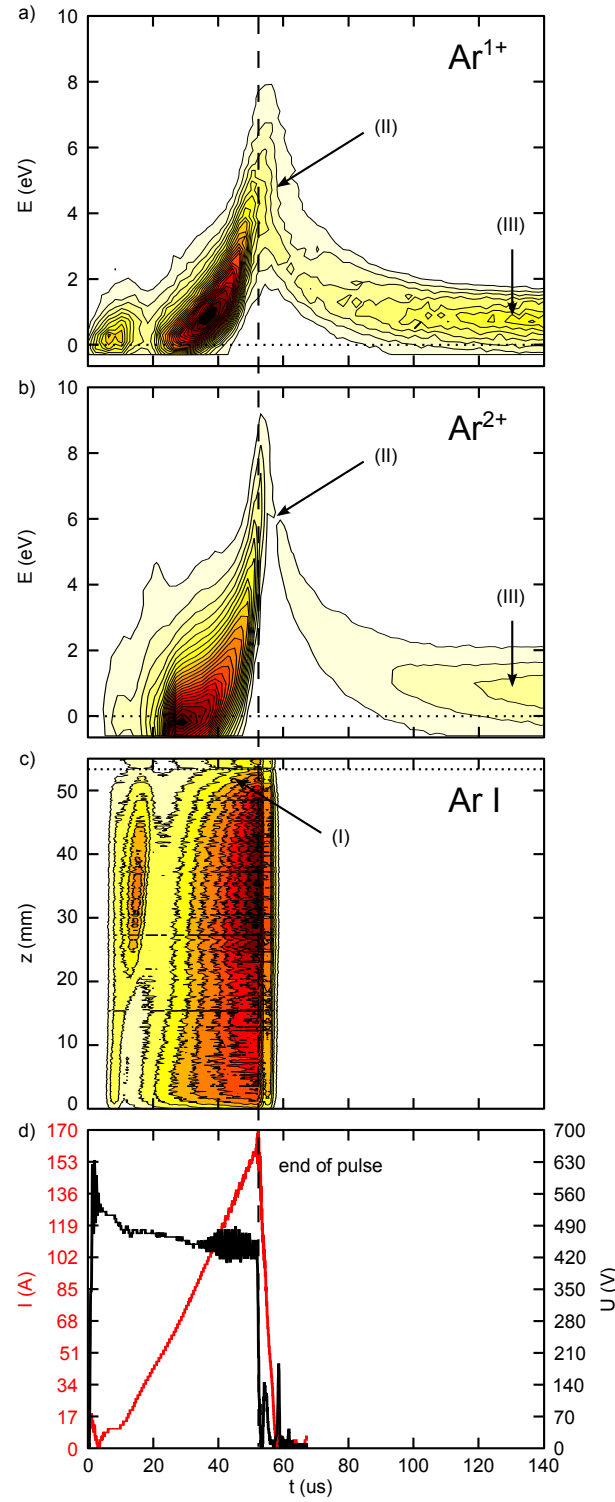 a)
Ar1+
10
8
6
4
2
0
E (eV)
(II)
(III)
b)
Ar2+
10
8
6
4
2
0
E (eV)
(II)
(III)
c)
Ar I
50
40
30
20
10
0
z (mm)
(I)
d)
170
153
136
119
102
85
68
51
34
17
0
I (A)
end of pulse
700
630
560
490
420
350
280
210
140
70
0
U (V)
0 20 40 60 80 100 120 140
t (us)